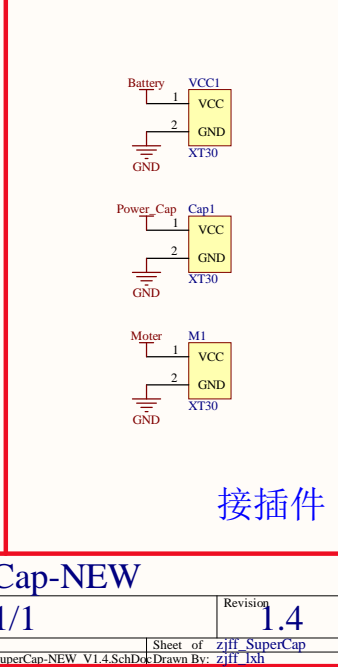 Battery VCC1
1 VCC
2 GND
GND XT30
Power_Cap Cap1
1 VCC
2 GND
GND XT30
Moter M1
1 VCC
2 GND
GND XT30
接插件
Cap-NEW
1/1 Revision 1.4
Sheet of zjff_SuperCap
uperCap-NEW_V1.4.SchDoc Drawn By: zjff_lxh